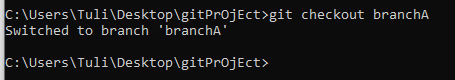 C:\Users\Tuli\Desktop\gitPrOjEct>git checkout branchA
Switched to branch 'branchA'
C:\Users\Tuli\Desktop\gitPrOjEct>